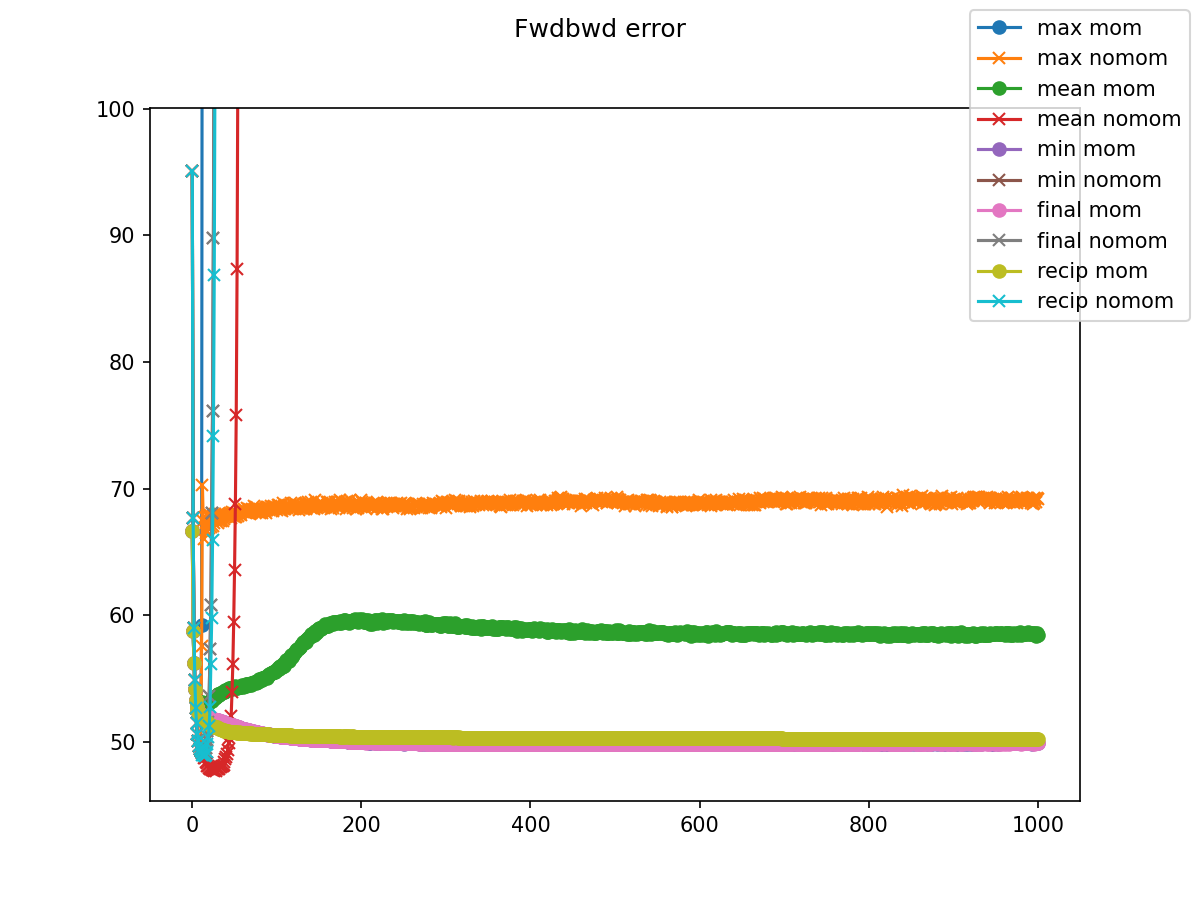 Fwdbwd error
max mom
max nomom
mean mom
mean nomom
min mom
min nomom
final mom
final nomom
recip mom
recip nomom
100
90
80
70
60
50
0 200 400 600 800 1000